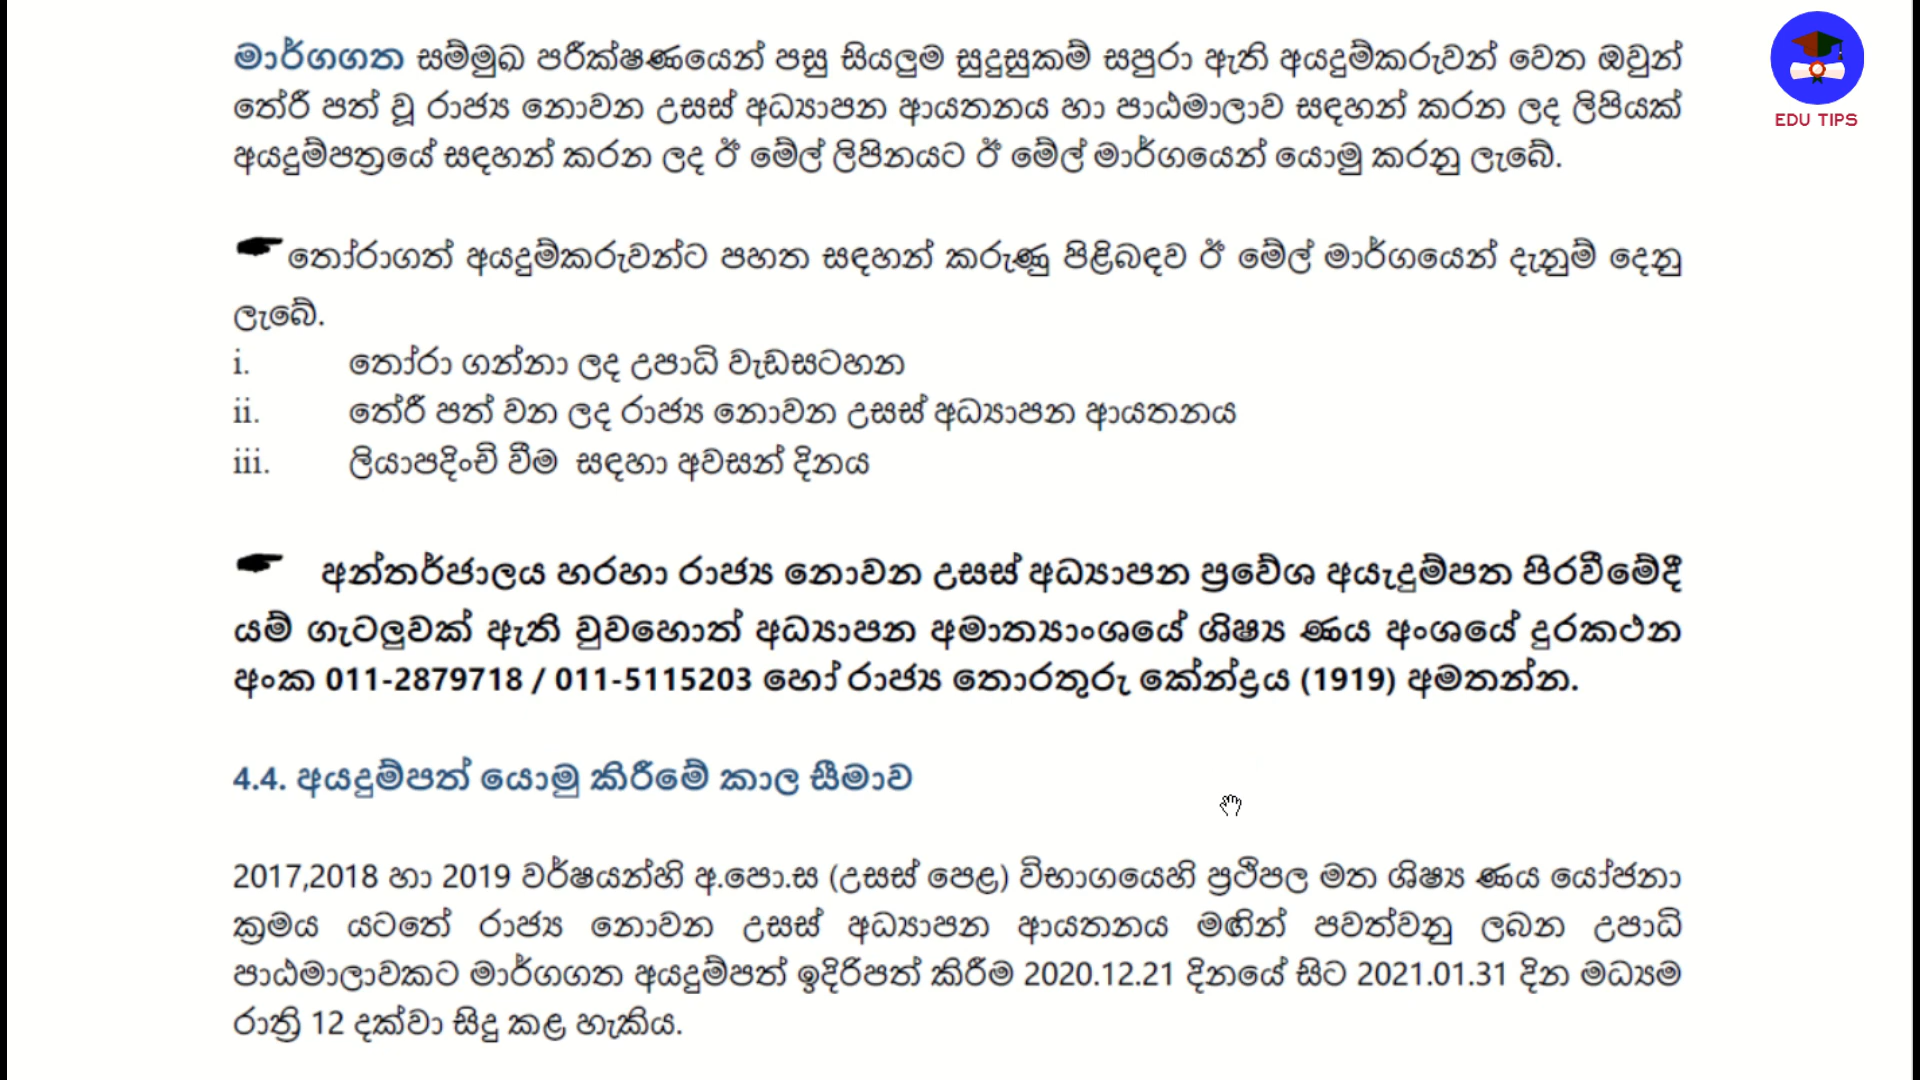 මාර්ගගත සම්මුඛ පරීක්ෂණයෙන් පසු සියලුම සුදුසුකම් සපුරා ඇති අයදුම්කරුවන් වෙත ඔවුන්
තේරී පත් වූ රාජ්‍ය නොවන උසස් අධ්‍යාපන ආයතනය හා පාඨමාලාව සඳහන් කරන ලද ලිපියක්
අයදුම්පත්‍රයේ සඳහන් කරන ලද ඊ මේල් ලිපිනයට ඊ මේල් මාර්ගයෙන් යොමු කරනු ලැබේ.
EDU TIPS
තෝරාගත් අයදුම්කරුවන්ට පහත සඳහන් කරුණු පිළිබඳව ඊ මේල් මාර්ගයෙන් දැනුම් දෙනු
ලැබේ.
i. තෝරා ගන්නා ලද උපාධි වැඩසටහන
ii. තේරී පත් වන ලද රාජ්‍ය නොවන උසස් අධ්‍යාපන ආයතනය
iii. ලියාපදිංචි වීම සඳහා අවසන් දිනය
අන්තර්ජාලය හරහා රාජ්‍ය නොවන උසස් අධ්‍යාපන ප්‍රවේශ අයැදුම්පත පිරවීමේදී
යම් ගැටලුවක් ඇති වුවහොත් අධ්‍යාපන අමාත්‍යාංශයේ ශිෂ්‍ය ණය අංශයේ දුරකථන
අංක 011-2879718 / 011-5115203 හෝ රාජ්‍ය තොරතුරු කේන්ද්‍රය (1919) අමතන්න.
4.4. අයදුම්පත් යොමු කිරීමේ කාල සීමාව
2017,2018 හා 2019 වර්ෂයන්හි අ.පො.ස (උසස් පෙළ) විභාගයෙහි ප්‍රථිපල මත ශිෂ්‍ය ණය යෝජනා
ක්‍රමය යටතේ රාජ්‍ය නොවන උසස් අධ්‍යාපන ආයතනය මඟින් පවත්වනු ලබන උපාධි
පාඨමාලාවකට මාර්ගගත අයදුම්පත් ඉදිරිපත් කිරීම 2020.12.21 දිනයේ සිට 2021.01.31 දින මධ්‍යම
රාත්‍රි 12 දක්වා සිදු කළ හැකිය.